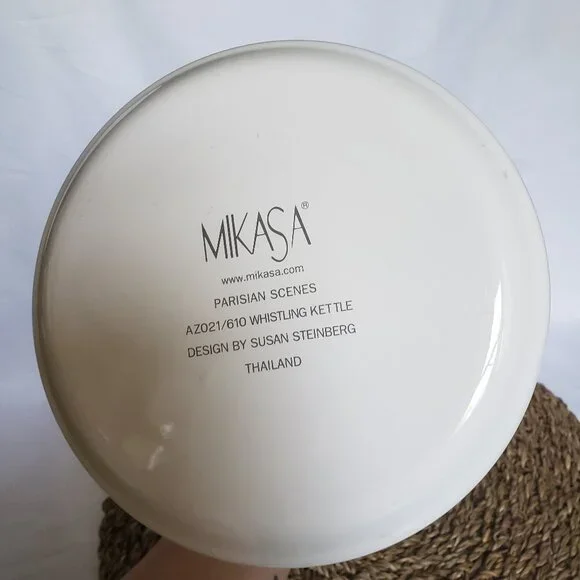 MIKASA®
www.mikasa.com
PARISIAN SCENES
AZ021/610 WHISTLING KETTLE
DESIGN BY SUSAN STEINBERG
THAILAND